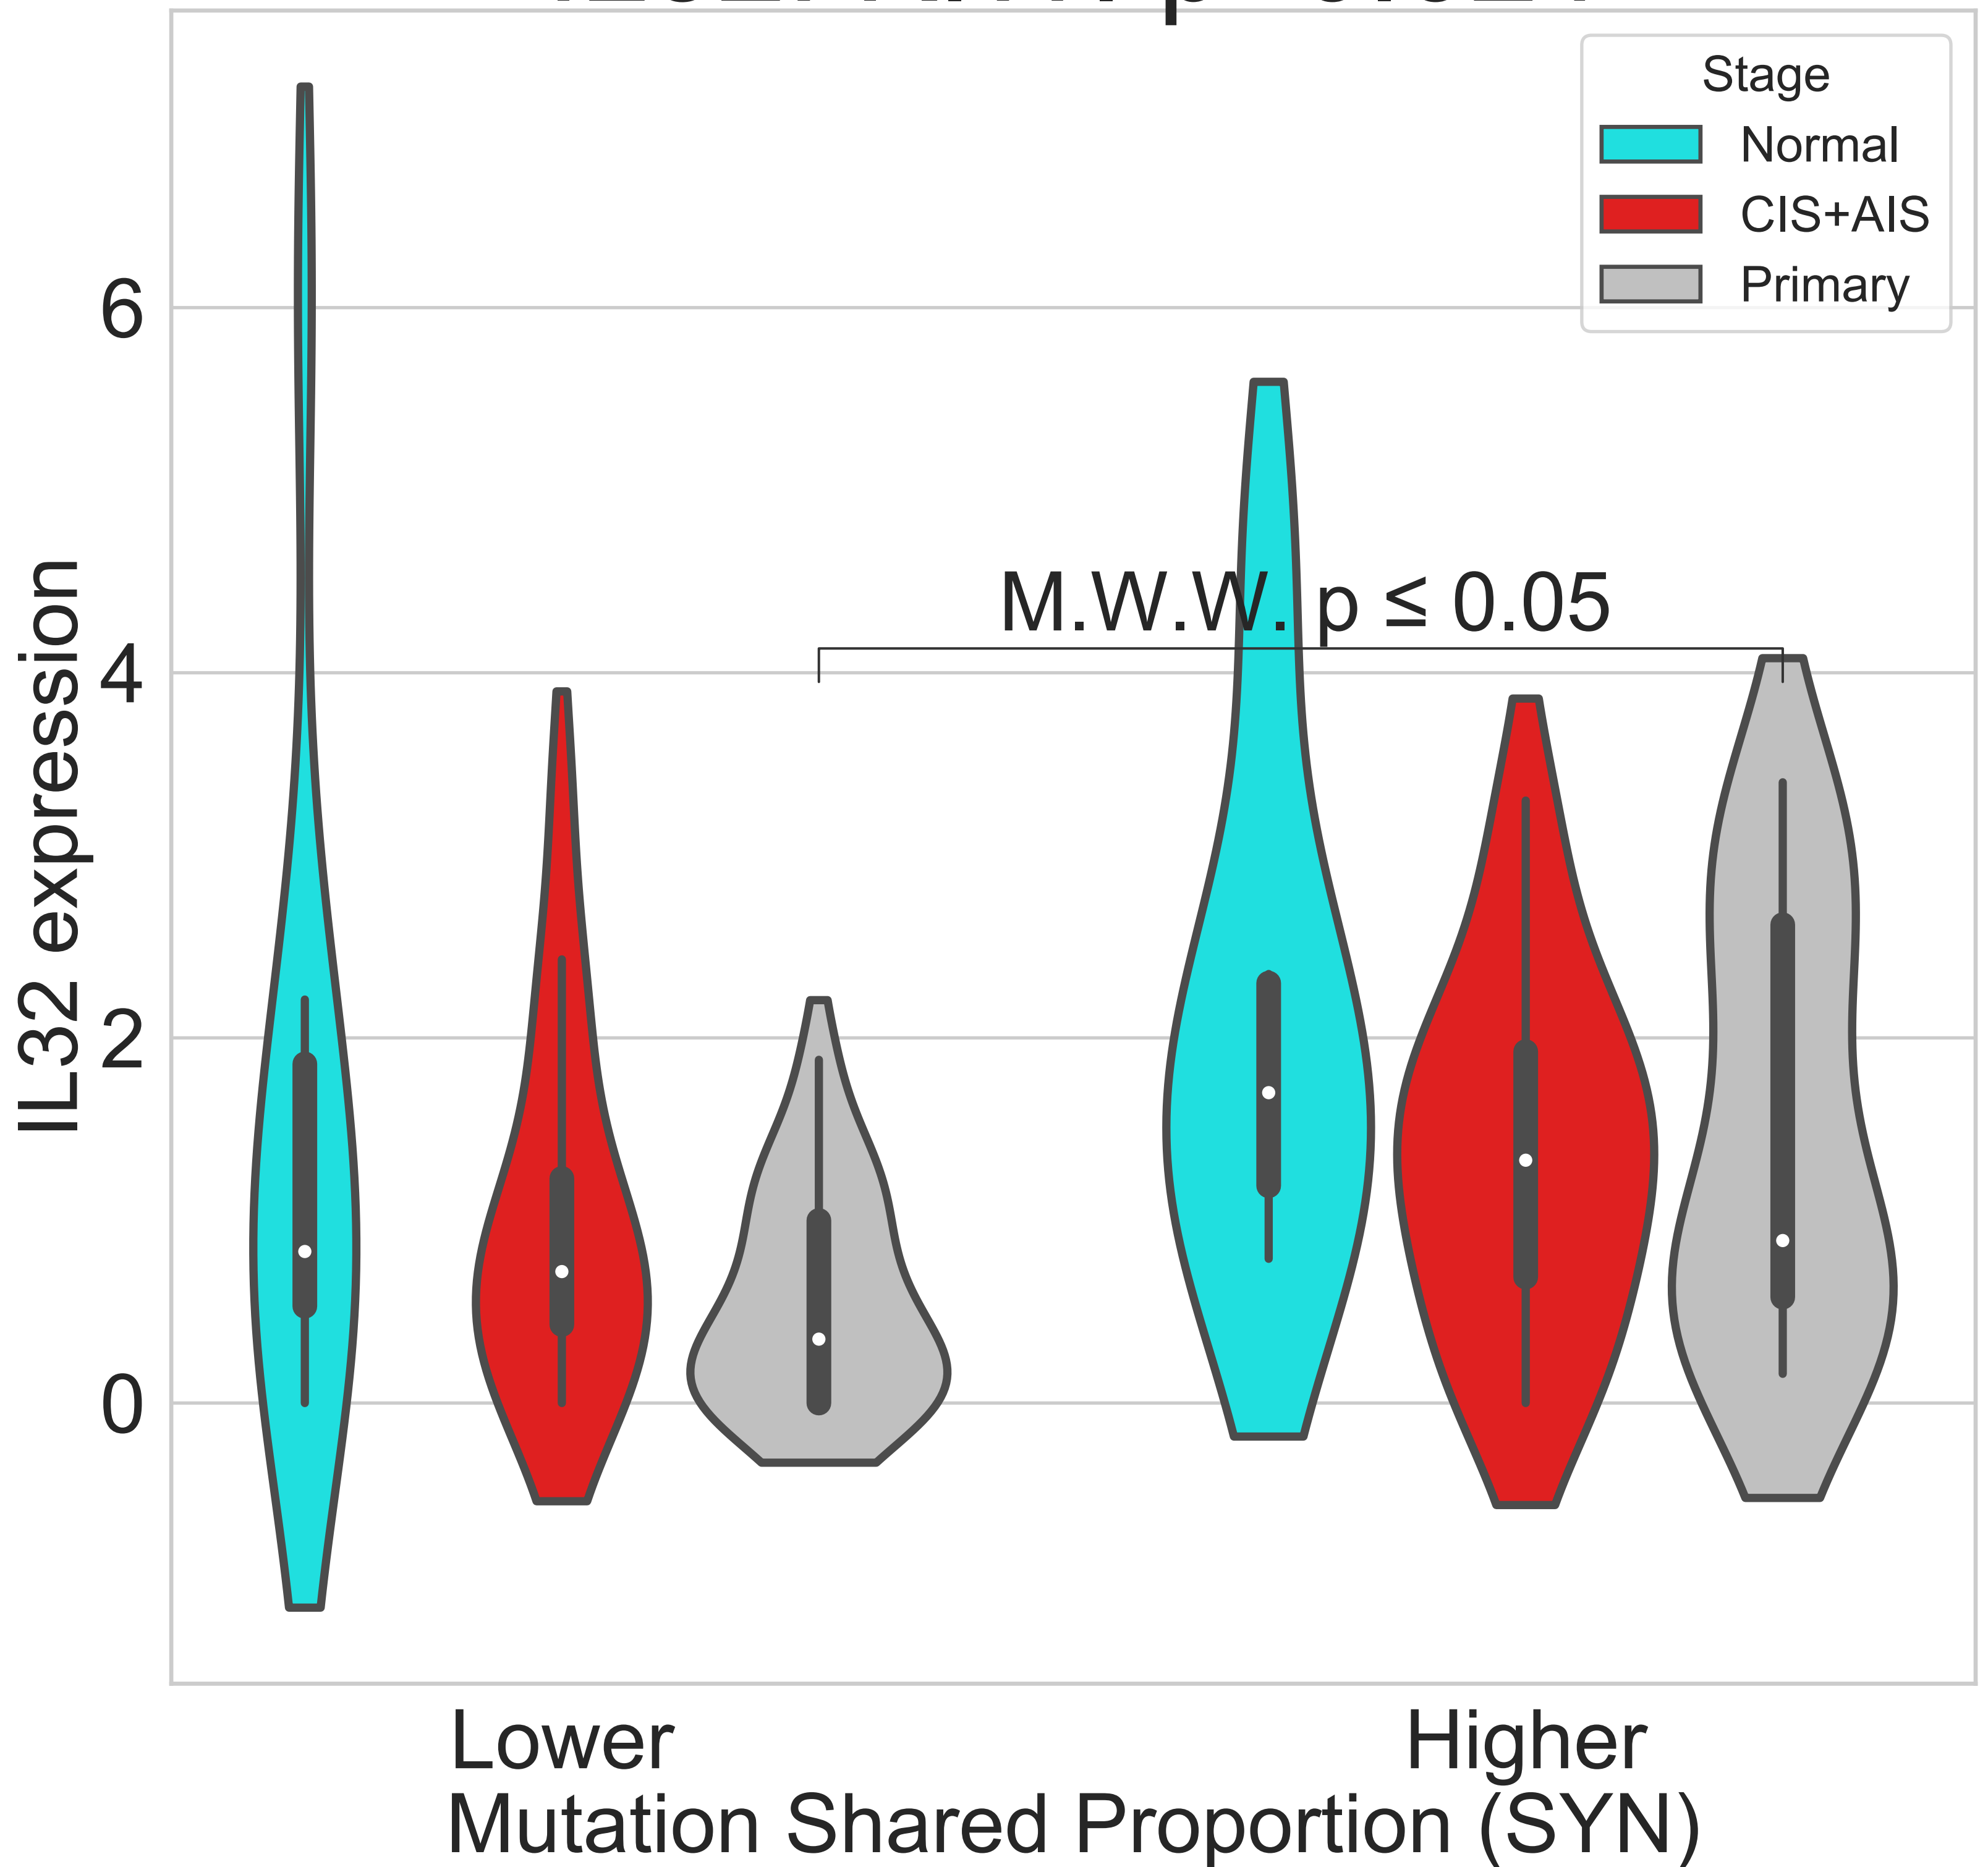 Stage
Normal
CIS+AIS
Primary
6
4
2
0
IL32 expression
M.W.W. p ≤ 0.05
Lower
Higher
Mutation Shared Proportion (SYN)